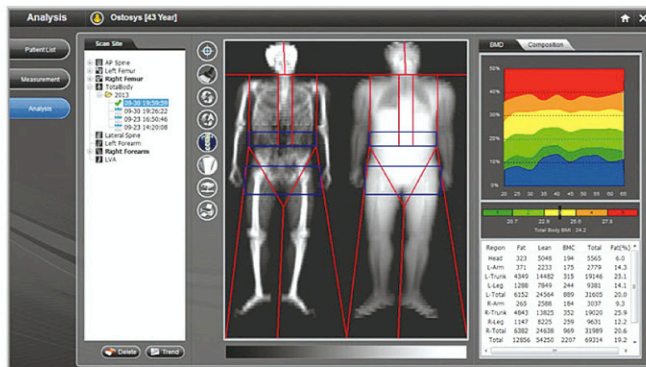 Analysis
Ostosys [43 Year]
Patient List
Measurement
Analysis
Scan Site
AP Spine
Left Femur
Right Femur
TotalBody
2013
09-30 19:59:59
09-30 19:26:22
09-23 16:50:46
09-23 14:20:08
Lateral Spine
Left Forearm
Right Forearm
LVA
Delete
Trend
BMD
Composition
50%
40%
30%
20%
10%
0%
20 25 30 35 40 45 50 55 60 65
Total Body BMI : 24.2
Region Fat Lean BMC Total Fat[%]
Head 323 5048 194 5565 6.0
L-Arm 371 2233 175 2779 14.3
L-Trunk 4349 14482 315 19146 23.1
L-Leg 1288 7849 244 9381 14.1
L-Total 6152 24564 889 31605 20.0
R-Arm 265 2588 184 3037 9.3
R-Trunk 4843 13825 352 19020 25.9
R-Leg 1147 8225 259 9631 12.2
R-Total 6382 24638 969 31989 20.6
Total 12856 54250 2207 69314 19.2